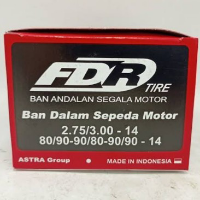 FDR
TIRE
BAN ANDALAN SEGALA MOTOR
Ban Dalam Sepeda Motor
2.75/3.00 - 14
80/90-90/80-90/90 - 14
ASTRA Group • MADE IN INDONESIA